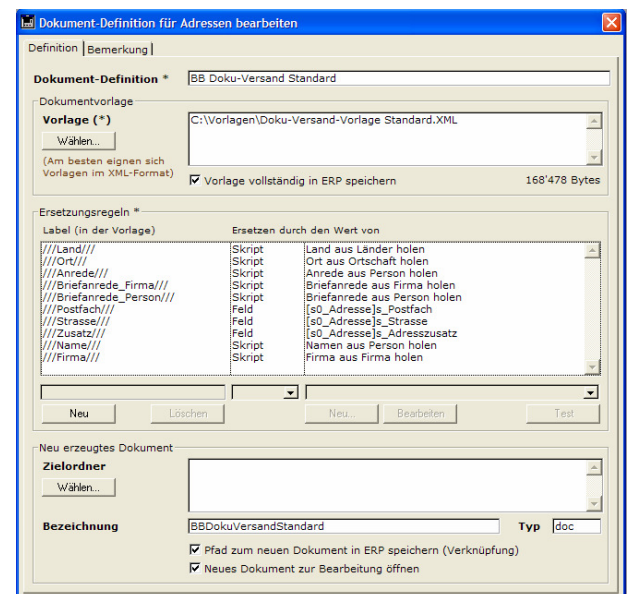 Dokument-Definition für Adressen bearbeiten
Definition Bemerkung
Dokument-Definition * BB Doku-Versand Standard
Dokumentvorlage
Vorlage (*) C:\Vorlagen\Doku-Versand-Vorlage Standard.XML
Wählen...
(Am besten eignen sich
Vorlagen im XML-Format)
Vorlage vollständig in ERP speichern 168'478 Bytes
Ersetzungsregeln *
Label (in der Vorlage) Ersetzen durch den Wert von
///Land/// Skript Land aus Länder holen
///Ort/// Skript Ort aus Ortschaft holen
///Anrede/// Skript Anrede aus Person holen
///Briefanrede_Firma/// Skript Briefanrede aus Firma holen
///Briefanrede_Person/// Skript Briefanrede aus Person holen
///Postfach/// Feld [s0_Adresse]s_Postfach
///Strasse/// Feld [s0_Adresse]s_Strasse
///Zusatz/// Feld [s0_Adresse]s_Adresszusatz
///Name/// Skript Namen aus Person holen
///Firma/// Skript Firma aus Firma holen
Neu Löschen Neu... Bearbeiten Test
Neu erzeugtes Dokument
Zielordner
Wählen...
Bezeichnung BBDokuVersandStandard Typ doc
Pfad zum neuen Dokument in ERP speichern (Verknüpfung)
Neues Dokument zur Bearbeitung öffnen